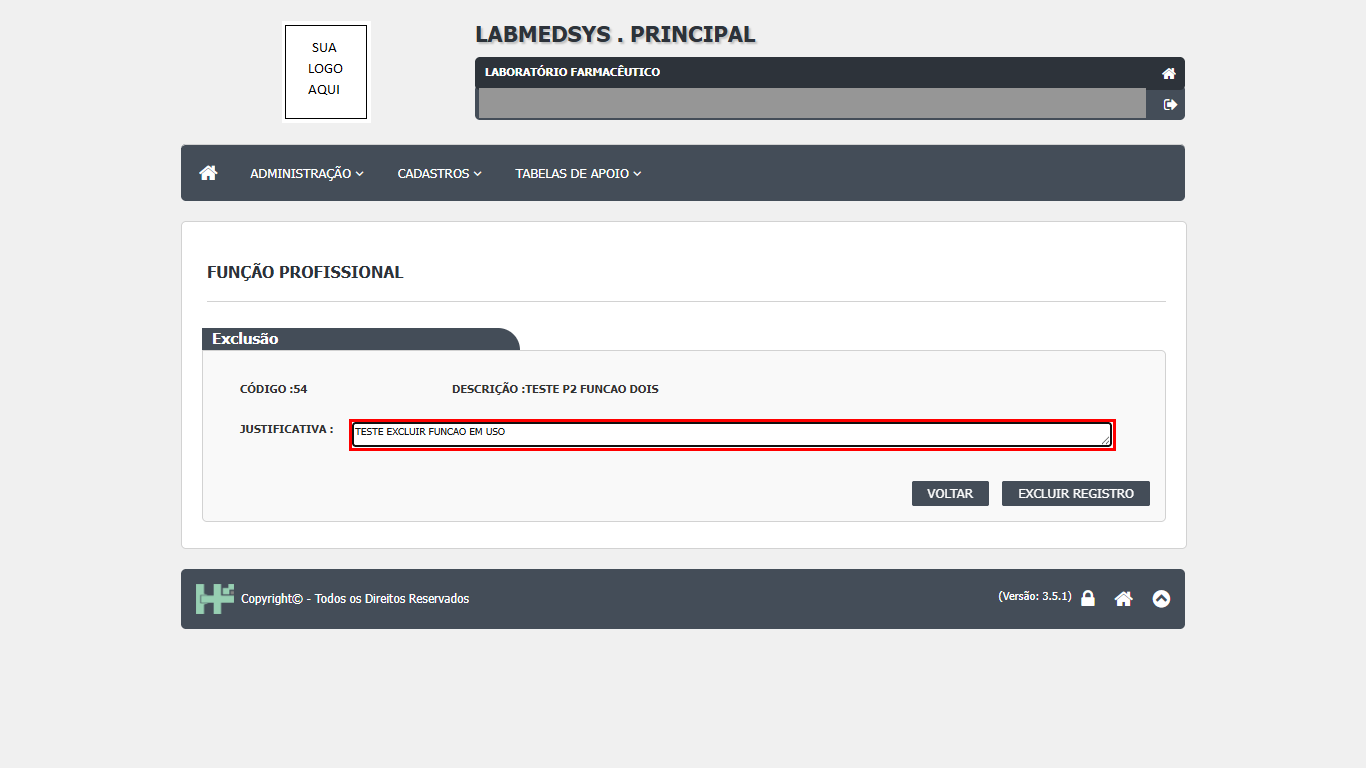 SUA
LOGO
AQUI
LABMEDSYS . PRINCIPAL
LABORATÓRIO FARMACÊUTICO
ADMINISTRAÇÃO CADASTROS TABELAS DE APOIO
FUNÇÃO PROFISSIONAL
Exclusão
CÓDIGO :54 DESCRIÇÃO :TESTE P2 FUNCAO DOIS
JUSTIFICATIVA : TESTE EXCLUIR FUNCAO EM USO
VOLTAR EXCLUIR REGISTRO
Copyright© - Todos os Direitos Reservados (Versão: 3.5.1)